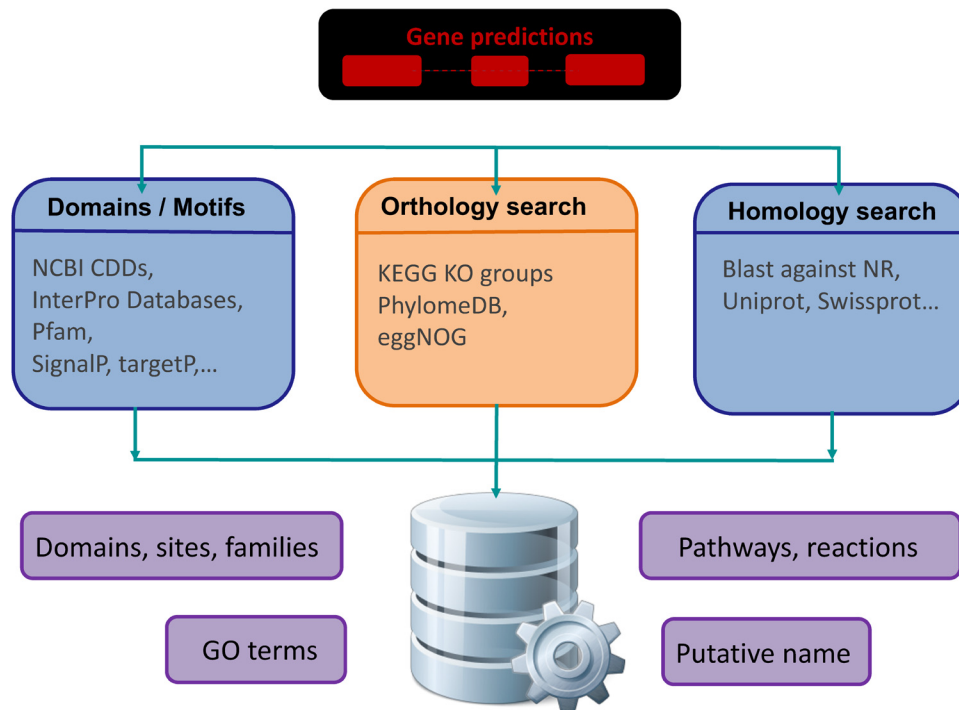 Gene predictions
Domains / Motifs
NCBI CDDs,
InterPro Databases,
Pfam,
SignalP, targetP,...
Orthology search
KEGG KO groups
PhylomeDB,
eggNOG
Homology search
Blast against NR,
Uniprot, Swissprot...
Domains, sites, families
Pathways, reactions
GO terms
Putative name